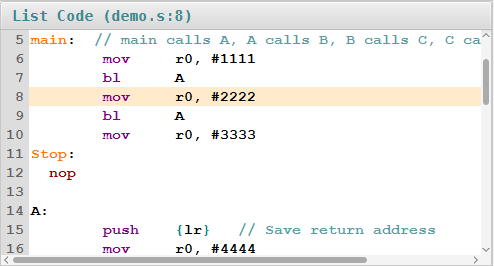 List Code (demo.s:8)
5 main:  // main calls A, A calls B, B calls C, C ca
6         mov     r0, #1111
7         bl      A
8         mov     r0, #2222
9         bl      A
10         mov     r0, #3333
11 Stop:
12   nop
13
14 A:
15         push    {lr}   // Save return address
16         mov     r0, #4444